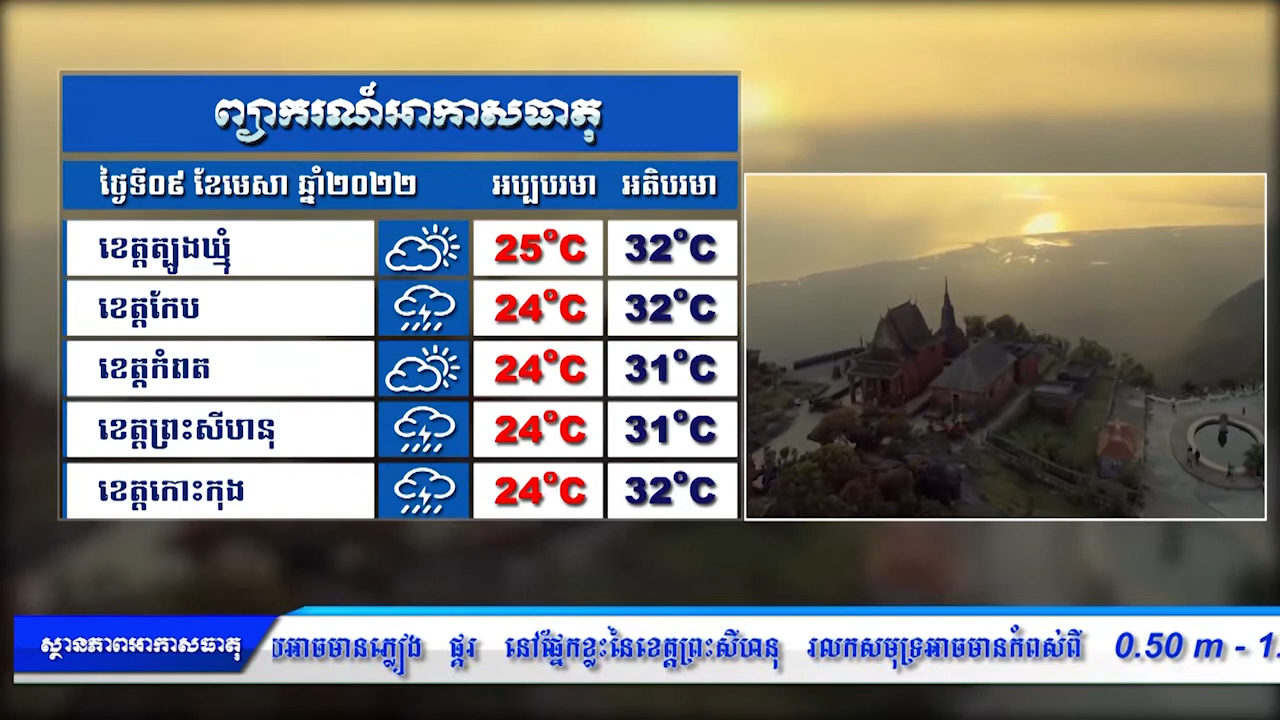 ព្យាករណ៍អាកាសធាតុ
ថ្ងៃទី០៩ ខែមេសា ឆ្នាំ២០២២ អប្បបរមា អតិបរមា
ខេត្តត្បូងឃ្មុំ 25°C 32°C
ខេត្តកែប 24°C 32°C
ខេត្តកំពត 24°C 31°C
ខេត្តព្រះសីហនុ 24°C 31°C
ខេត្តកោះកុង 24°C 32°C
ស្ថានភាពអាកាសធាតុ អាចមានភ្លៀង ផ្គរ នៅផ្នែកខ្លះនៃខេត្តព្រះសីហនុ រលកសមុទ្រអាចមានកំពស់ពី 0.50 m - 1.